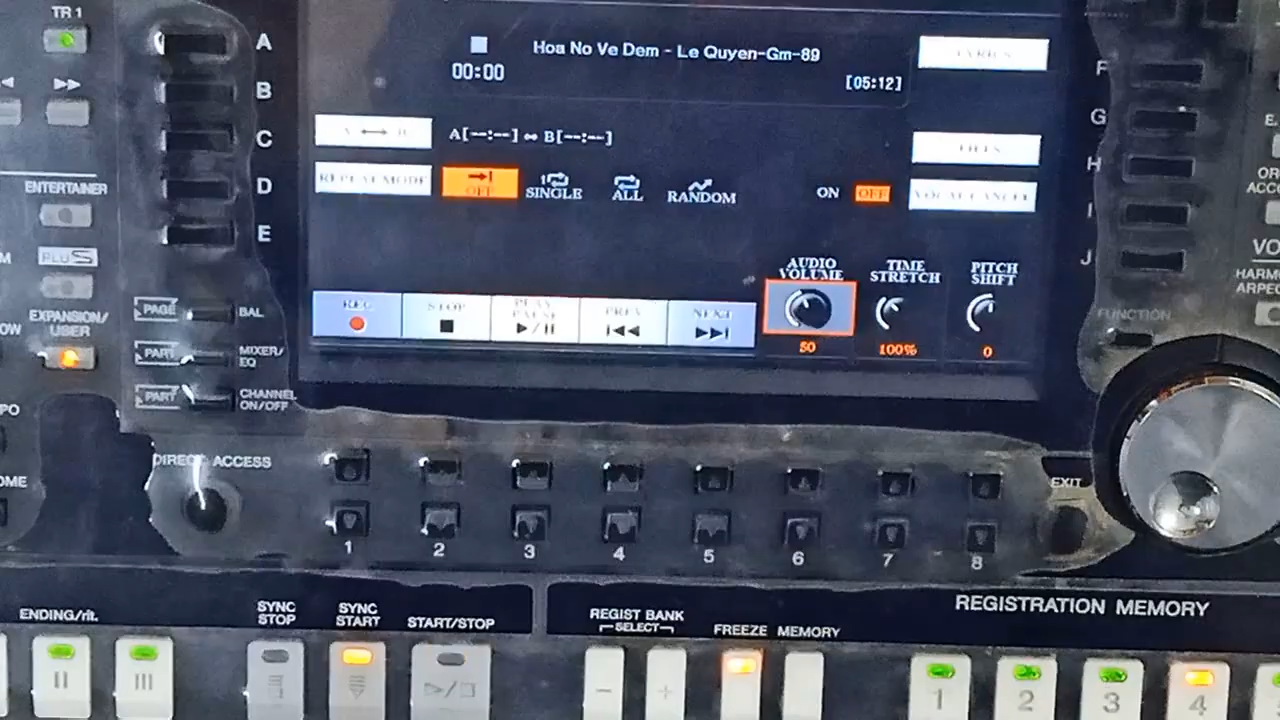 TR 1
A
B
C
D
E
ENTERTAINER
PLUS
EXPANSION/
USER
PAGE
BAL
PART
MIXER/
EQ
PART
CHANNEL
ON/OFF
DIRECT ACCESS
Hoa No Ve Dem - Le Quyen-Gm-89
00:00
[05:12]
LYRICS
A ⟷ B
A[--:--] ⇔ B[--:--]
REPEAT MODE
OFF
SINGLE
ALL
RANDOM
ON
OFF
VOCAL CANCEL
AUDIO
VOLUME
50
TIME
STRETCH
100%
PITCH
SHIFT
0
REC
STOP
PLAY/
PAUSE
PREV
NEXT
F
G
H
I
J
FUNCTION
EXIT
1 2 3 4 5 6 7 8
ENDING/rit.
II
III
SYNC
STOP
SYNC
START
START/STOP
REGIST BANK
SELECT
−
+
FREEZE
MEMORY
REGISTRATION MEMORY
1 2 3 4